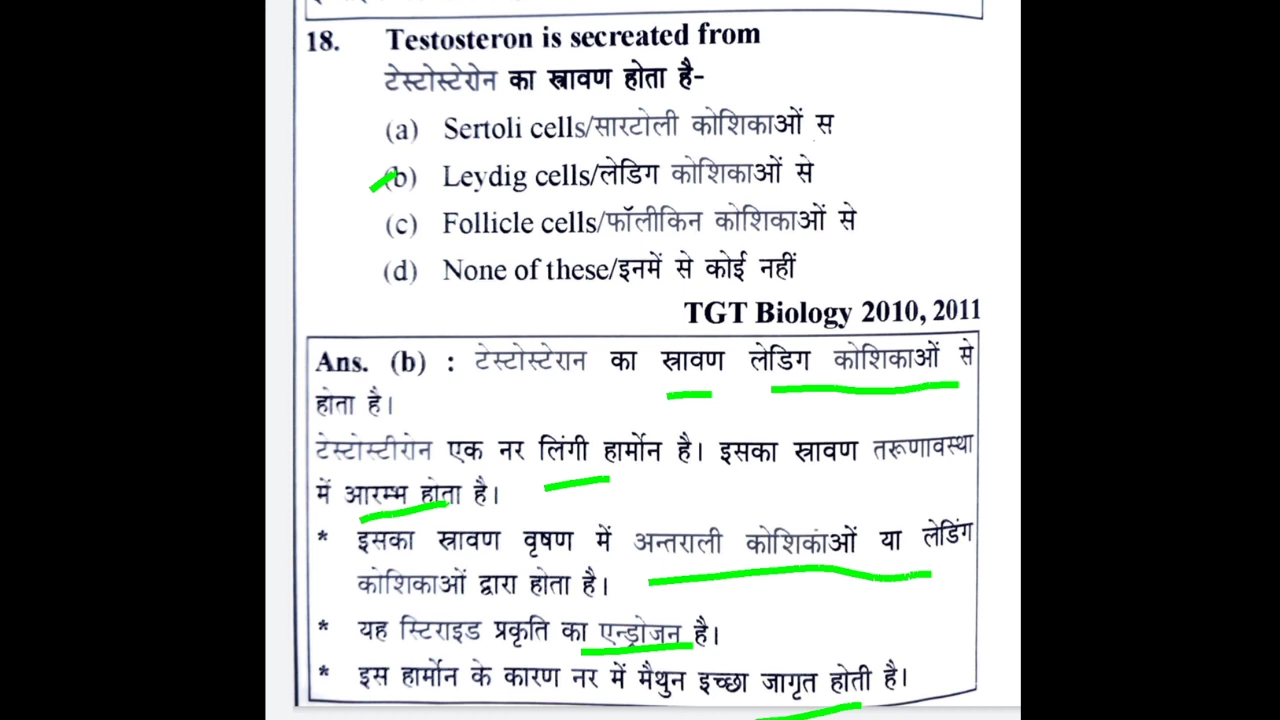 18. Testosteron is secreated from
टेस्टोस्टेरोन का स्त्रावण होता है-
(a) Sertoli cells/सारटोली कोशिकाओं स
(b) Leydig cells/लेडिग कोशिकाओं से
(c) Follicle cells/फॉलीकिन कोशिकाओं से
(d) None of these/इनमें से कोई नहीं
TGT Biology 2010, 2011
Ans. (b) : टेस्टोस्टेरान का स्रावण लेडिग कोशिकाओं से
होता है।
टेस्टोस्टीरोन एक नर लिंगी हार्मोन है। इसका स्रावण तरूणावस्था
में आरम्भ होता है।
* इसका स्रावण वृषण में अन्तराली कोशिकाओं या लेडिंग
कोशिकाओं द्वारा होता है।
* यह स्टिराइड प्रकृति का एन्ड्रोजन है।
* इस हार्मोन के कारण नर में मैथुन इच्छा जागृत होती है।